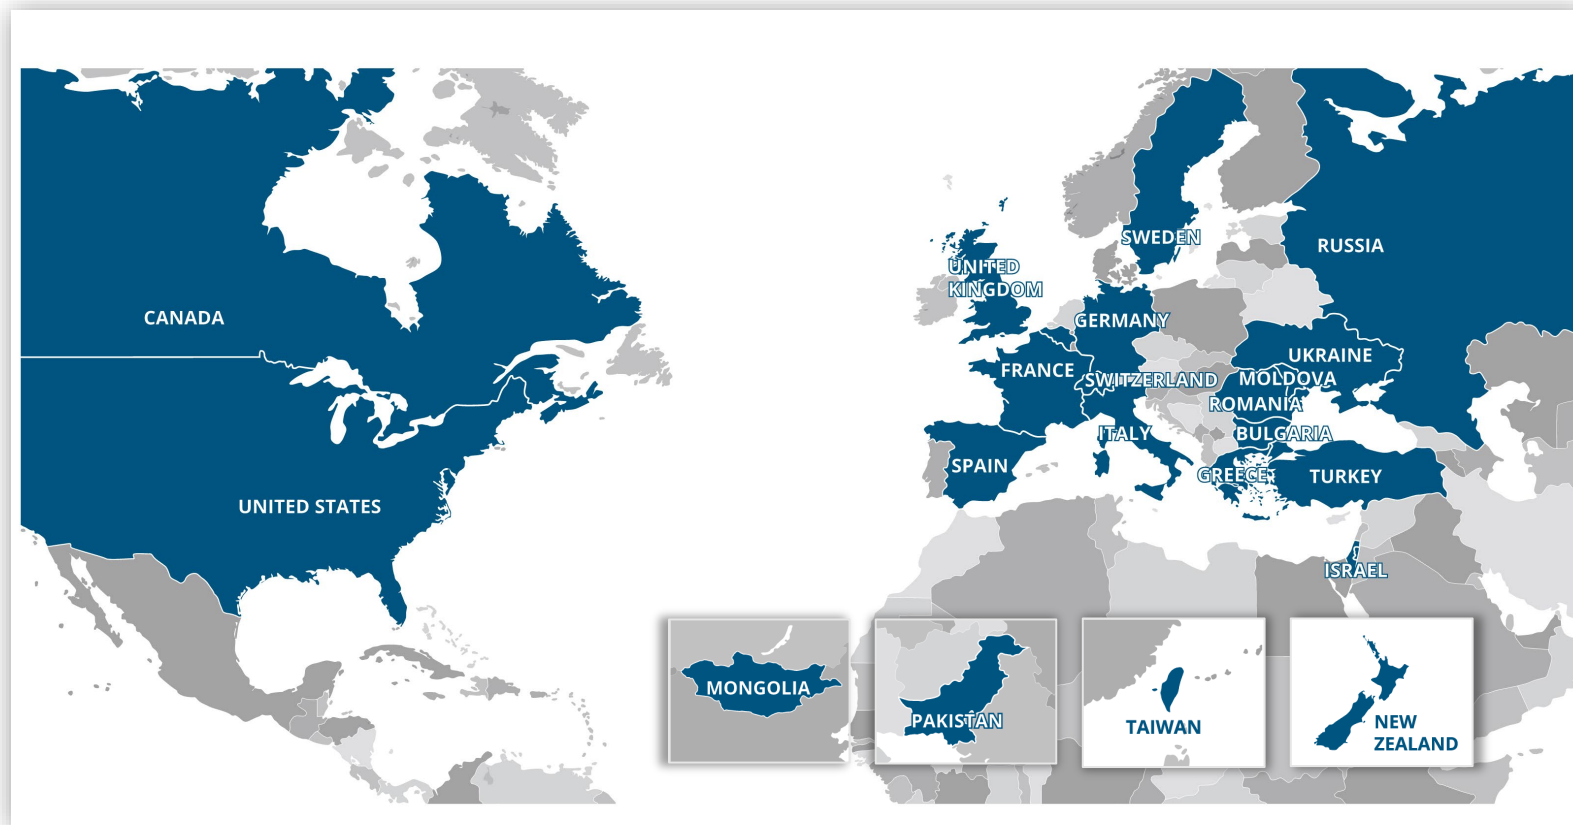 SWEDEN
RUSSIA
UNITED
KINGDOM
CANADA
GERMANY
UKRAINE
FRANCE
SWITZERLAND
MOLDOVA
ROMANIA
ITALY
BULGARIA
SPAIN
GREECE
TURKEY
UNITED STATES
ISRAEL
MONGOLIA
PAKISTAN
TAIWAN
NEW
ZEALAND